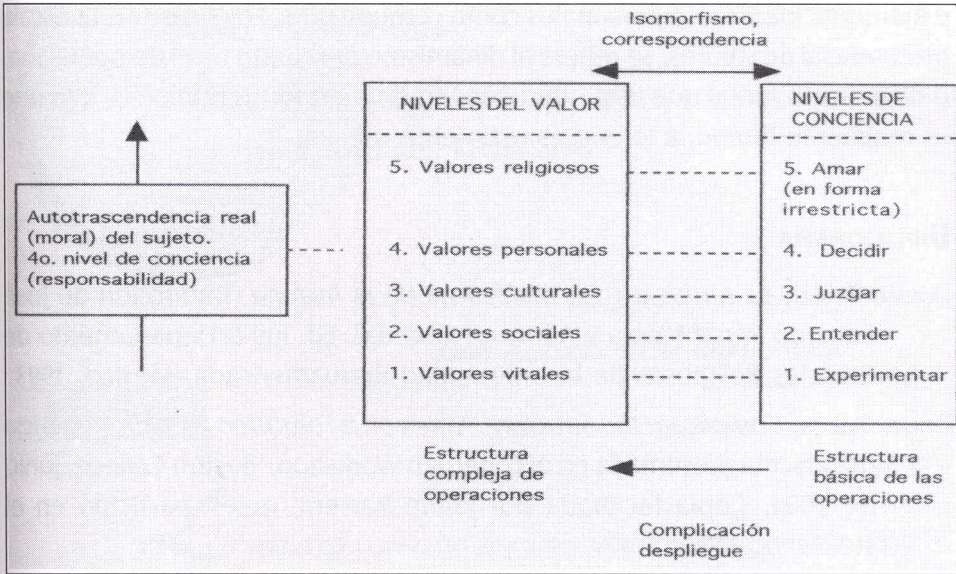 Isomorfismo,
correspondencia
NIVELES DEL VALOR
5. Valores religiosos
4. Valores personales
3. Valores culturales
2. Valores sociales
1. Valores vitales
NIVELES DE
CONCIENCIA
5. Amar
(en forma
irrestricta)
4. Decidir
3. Juzgar
2. Entender
1. Experimentar
Autotrascendencia real
(moral) del sujeto.
4o. nivel de conciencia
(responsabilidad)
Estructura
compleja de
operaciones
Estructura
básica de las
operaciones
Complicación
despliegue